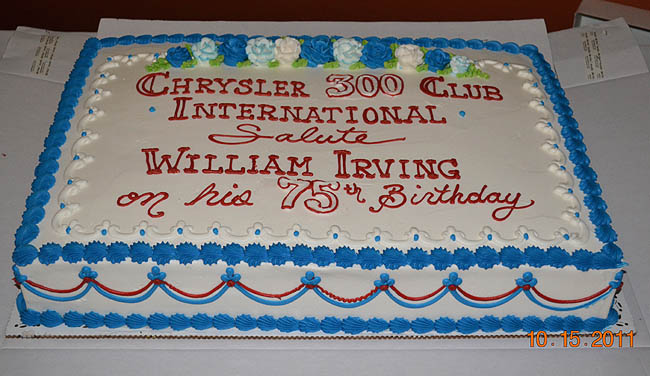 Chrysler 300 Club
International
Salute
William Irving
on his 75th Birthday
10.15.2011